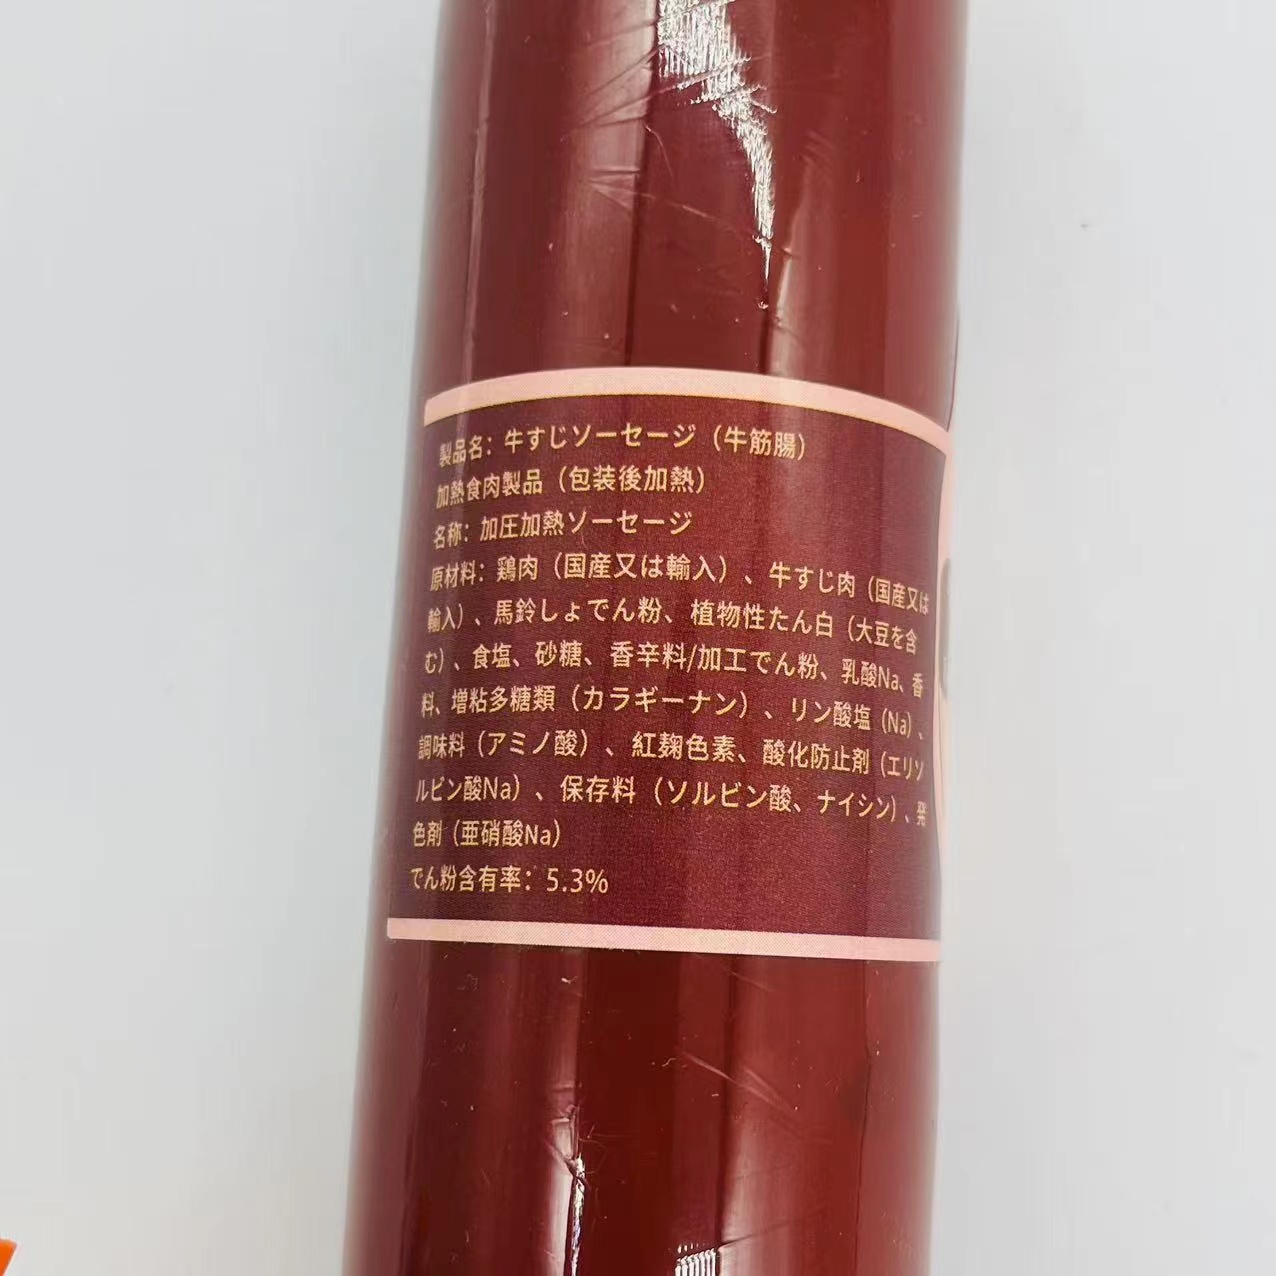 製品名：牛すじソーセージ（牛筋腸）
加熱食肉製品（包装後加熱）
名称：加圧加熱ソーセージ
原材料：鶏肉（国産又は輸入）、牛すじ肉（国産又は
輸入）、馬鈴しょでん粉、植物性たん白（大豆を含
む）、食塩、砂糖、香辛料/加工でん粉、乳酸Na、香
料、増粘多糖類（カラギーナン）、リン酸塩（Na）、
調味料（アミノ酸）、紅麹色素、酸化防止剤（エリソ
ルビン酸Na）、保存料（ソルビン酸、ナイシン）、発
色剤（亜硝酸Na）
でん粉含有率：5.3%